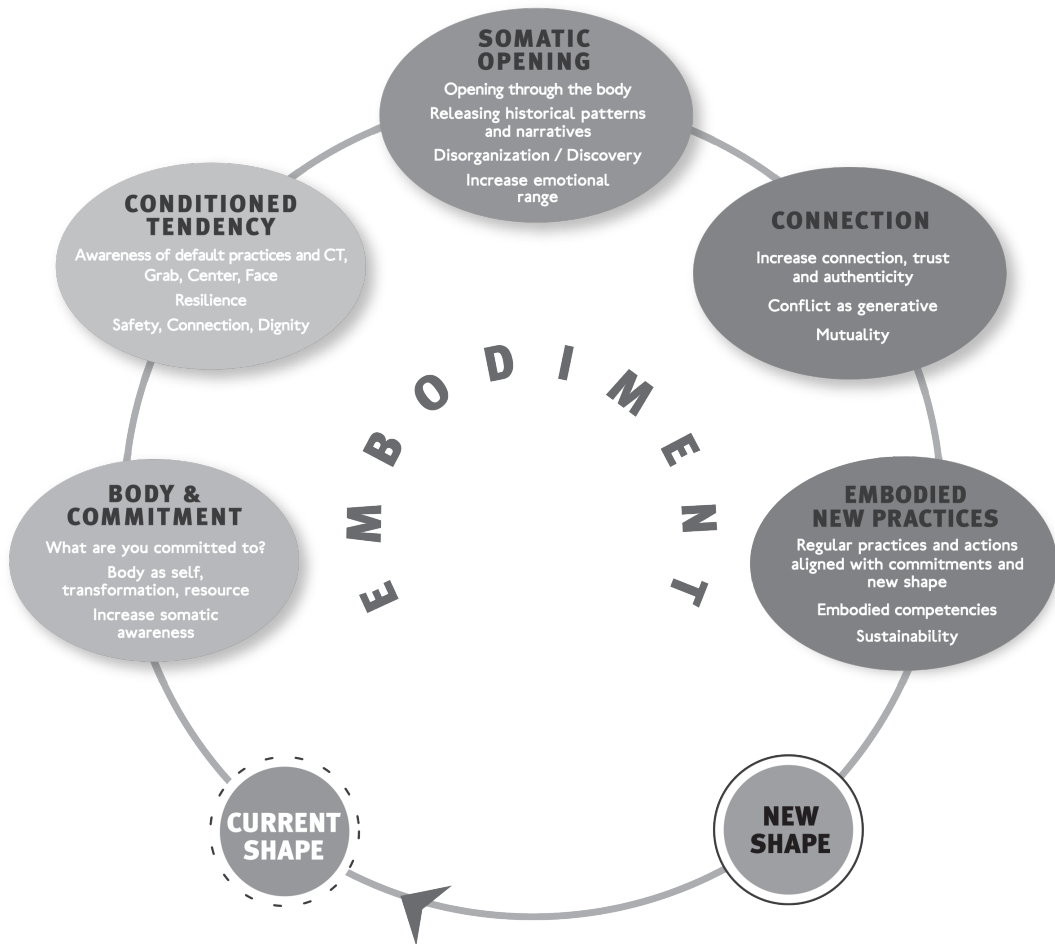 SOMATIC
OPENING
Opening through the body
Releasing historical patterns
and narratives
Disorganization / Discovery
Increase emotional
range
CONDITIONED
TENDENCY
Awareness of default practices and CT,
Grab, Center, Face
Resilience
Safety, Connection, Dignity
CONNECTION
Increase connection, trust
and authenticity
Conflict as generative
Mutuality
EMBODIMENT
BODY &
COMMITMENT
What are you committed to?
Body as self,
transformation, resource
Increase somatic
awareness
EMBODIED
NEW PRACTICES
Regular practices and actions
aligned with commitments and
new shape
Embodied competencies
Sustainability
CURRENT
SHAPE
NEW
SHAPE